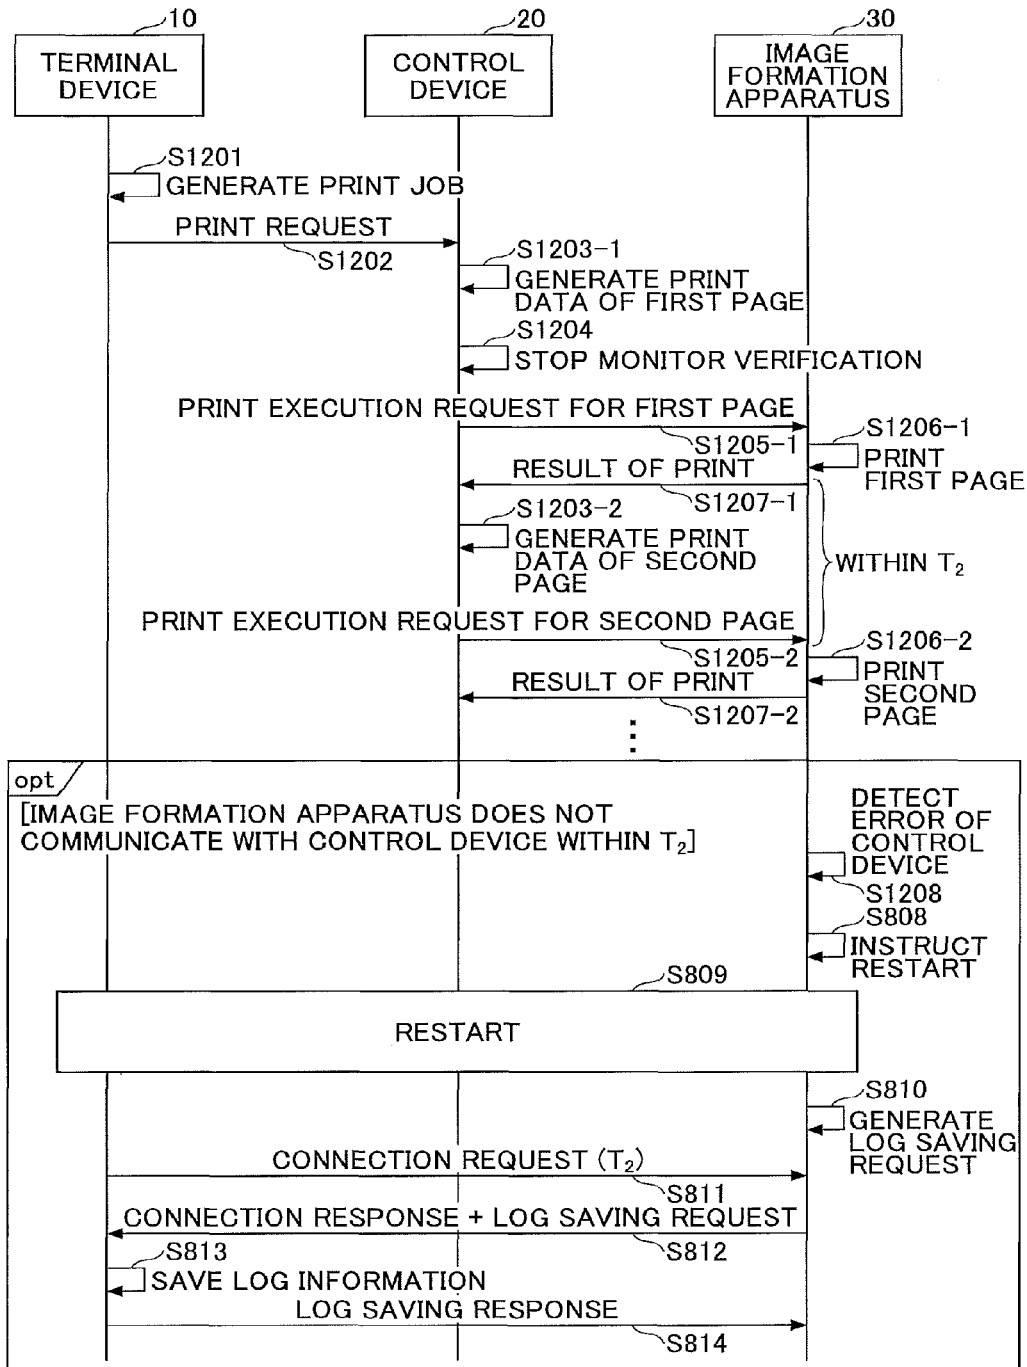 10
20
30
TERMINAL
DEVICE
CONTROL
DEVICE
IMAGE
FORMATION
APPARATUS
S1201
GENERATE PRINT JOB
PRINT REQUEST
S1202
S1203-1
GENERATE PRINT
DATA OF FIRST PAGE
S1204
STOP MONITOR VERIFICATION
PRINT EXECUTION REQUEST FOR FIRST PAGE
S1205-1
S1206-1
PRINT
FIRST PAGE
RESULT OF PRINT
S1207-1
S1203-2
GENERATE PRINT
DATA OF SECOND
PAGE
WITHIN T₂
PRINT EXECUTION REQUEST FOR SECOND PAGE
S1205-2
S1206-2
PRINT
SECOND
PAGE
RESULT OF PRINT
S1207-2
opt
[IMAGE FORMATION APPARATUS DOES NOT
COMMUNICATE WITH CONTROL DEVICE WITHIN T₂]
DETECT
ERROR OF
CONTROL
DEVICE
S1208
S808
INSTRUCT
RESTART
S809
RESTART
S810
GENERATE
LOG SAVING
REQUEST
CONNECTION REQUEST (T₂)
S811
CONNECTION RESPONSE + LOG SAVING REQUEST
S812
S813
SAVE LOG INFORMATION
LOG SAVING RESPONSE
S814